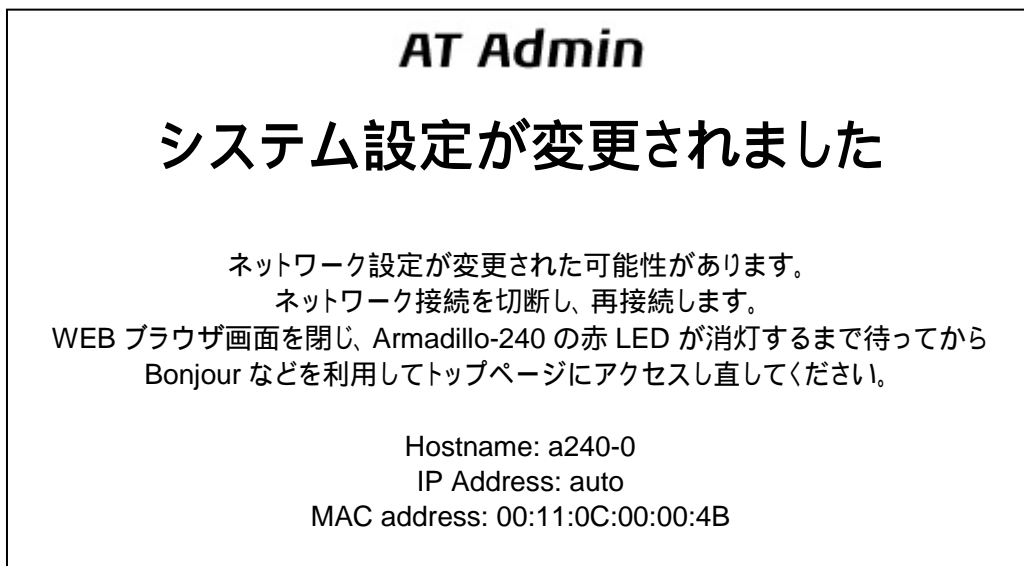 AT Admin
システム設定が変更されました
ネットワーク設定が変更された可能性があります。
ネットワーク接続を切断し、再接続します。
WEB ブラウザ画面を閉じ、Armadillo-240 の赤 LED が消灯するまで待ってから
Bonjour などを利用してトップページにアクセスし直してください。
Hostname: a240-0
IP Address: auto
MAC address: 00:11:0C:00:00:4B